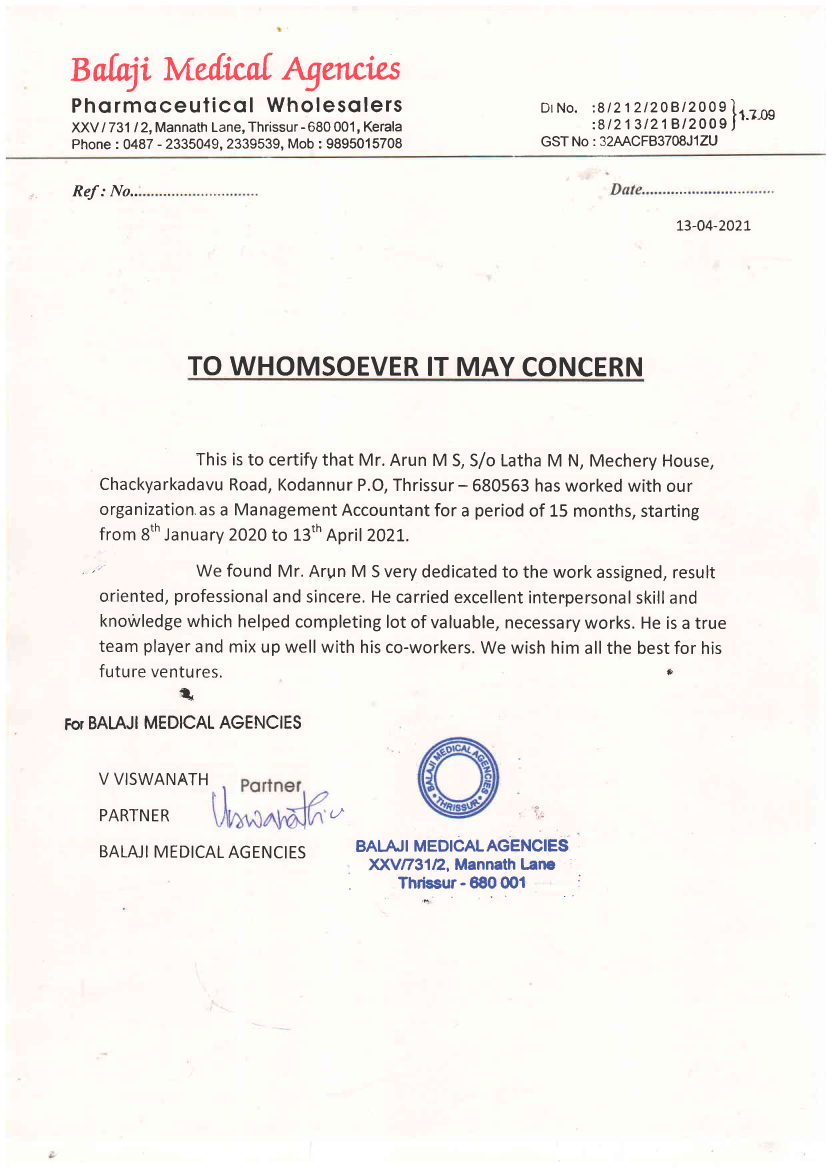 Balaji Medical Agencies
Pharmaceutical Wholesalers
XXV / 731 / 2, Mannath Lane, Thrissur - 680 001, Kerala
Phone : 0487 - 2335049, 2339539, Mob : 9895015708
DI No. :8/212/20B/2009
:8/213/21B/2009 } 1.7.09
GST No : 32AACFB3708J1ZU
Ref : No...............................
Date................................
13-04-2021
TO WHOMSOEVER IT MAY CONCERN
This is to certify that Mr. Arun M S, S/o Latha M N, Mechery House,
Chackyarkadavu Road, Kodannur P.O, Thrissur – 680563 has worked with our
organization as a Management Accountant for a period of 15 months, starting
from 8th January 2020 to 13th April 2021.
We found Mr. Arun M S very dedicated to the work assigned, result
oriented, professional and sincere. He carried excellent interpersonal skill and
knowledge which helped completing lot of valuable, necessary works. He is a true
team player and mix up well with his co-workers. We wish him all the best for his
future ventures.
For BALAJI MEDICAL AGENCIES
V VISWANATH
Partner
PARTNER
BALAJI MEDICAL AGENCIES
BALAJI MEDICAL AGENCIES
THRISSUR
BALAJI MEDICAL AGENCIES
XXV/731/2, Mannath Lane
Thrissur - 680 001